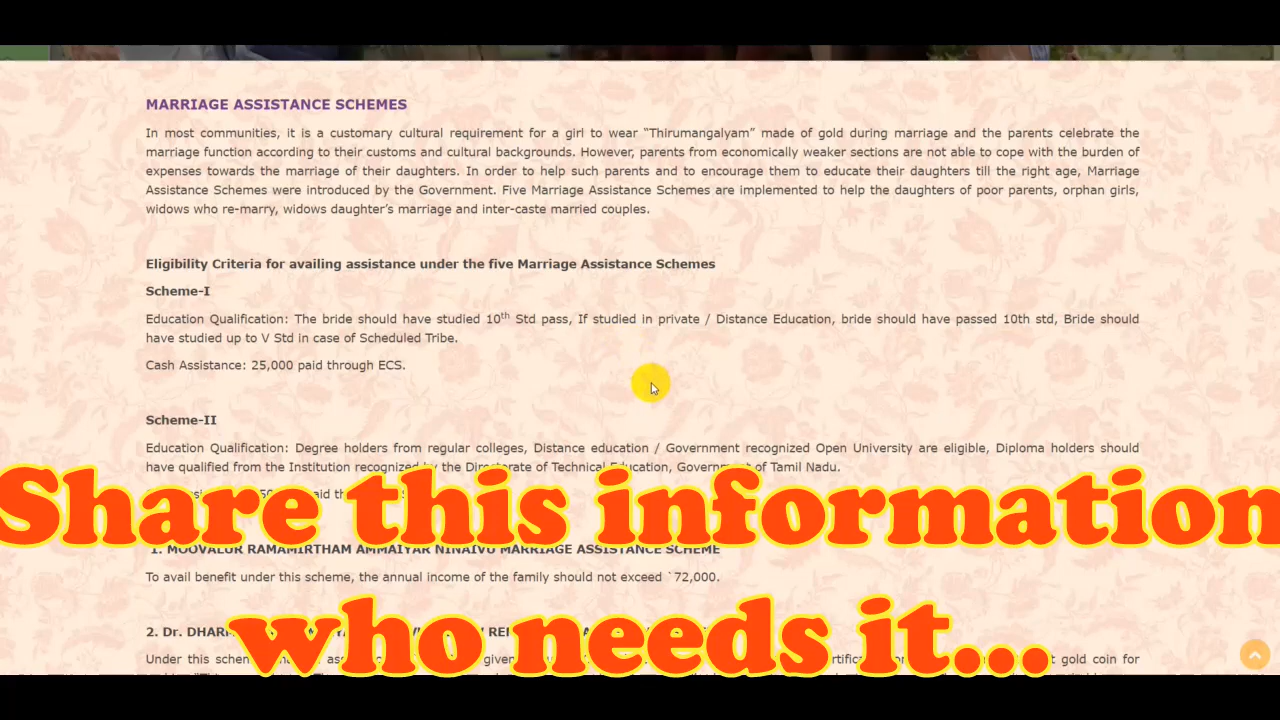 MARRIAGE ASSISTANCE SCHEMES
In most communities, it is a customary cultural requirement for a girl to wear “Thirumangalyam” made of gold during marriage and the parents celebrate the
marriage function according to their customs and cultural backgrounds. However, parents from economically weaker sections are not able to cope with the burden of
expenses towards the marriage of their daughters. In order to help such parents and to encourage them to educate their daughters till the right age, Marriage
Assistance Schemes were introduced by the Government. Five Marriage Assistance Schemes are implemented to help the daughters of poor parents, orphan girls,
widows who re-marry, widows daughter’s marriage and inter-caste married couples.
Eligibility Criteria for availing assistance under the five Marriage Assistance Schemes
Scheme-I
Education Qualification: The bride should have studied 10th Std pass, If studied in private / Distance Education, bride should have passed 10th std, Bride should
have studied up to V Std in case of Scheduled Tribe.
Cash Assistance: 25,000 paid through ECS.
Scheme-II
Education Qualification: Degree holders from regular colleges, Distance education / Government recognized Open University are eligible, Diploma holders should
have qualified from the Institution recognized by the Directorate of Technical Education, Government of Tamil Nadu.
Share this information
1. MOOVALUR RAMAMIRTHAM AMMAIYAR NINAIVU MARRIAGE ASSISTANCE SCHEME
To avail benefit under this scheme, the annual income of the family should not exceed `72,000.
who needs it...
2. Dr.
Under this gold coin for